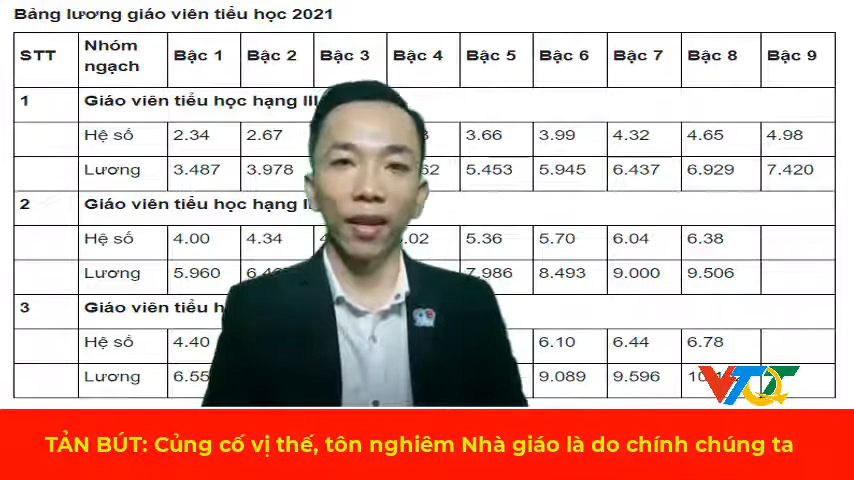 Bảng lương giáo viên tiểu học 2021
STT Nhóm ngạch Bậc 1 Bậc 2 Bậc 3 Bậc 4 Bậc 5 Bậc 6 Bậc 7 Bậc 8 Bậc 9
1 Giáo viên tiểu học hạng III
Hệ số 2.34 2.67 3.66 3.99 4.32 4.65 4.98
Lương 3.487 3.978 5.453 5.945 6.437 6.929 7.420
2 Giáo viên tiểu học hạng
Hệ số 4.00 4.34 5.36 5.70 6.04 6.38
Lương 5.960 7.986 8.493 9.000 9.506
3 Giáo viên tiểu
Hệ số 4.40 6.10 6.44 6.78
Lương 9.089 9.596
TẢN BÚT: Củng cố vị thế, tôn nghiêm Nhà giáo là do chính chúng ta